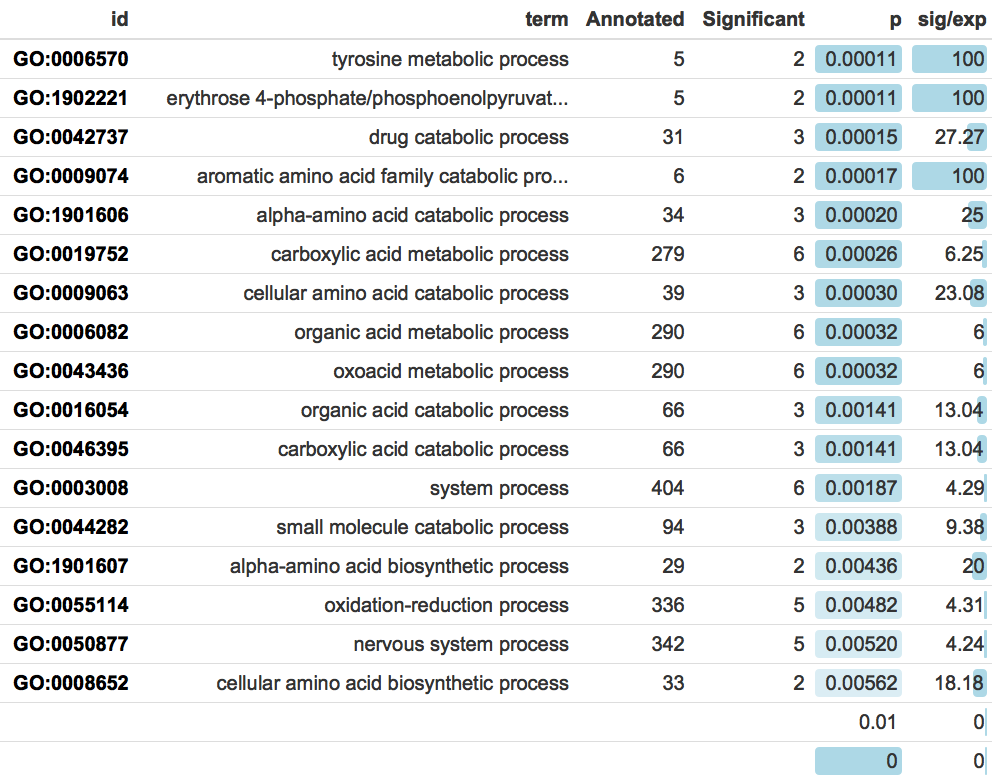 id term Annotated Significant p sig/exp
GO:0006570 tyrosine metabolic process 5 2 0.00011 100
GO:1902221 erythrose 4-phosphate/phosphoenolpyruvat... 5 2 0.00011 100
GO:0042737 drug catabolic process 31 3 0.00015 27.27
GO:0009074 aromatic amino acid family catabolic pro... 6 2 0.00017 100
GO:1901606 alpha-amino acid catabolic process 34 3 0.00020 25
GO:0019752 carboxylic acid metabolic process 279 6 0.00026 6.25
GO:0009063 cellular amino acid catabolic process 39 3 0.00030 23.08
GO:0006082 organic acid metabolic process 290 6 0.00032 6
GO:0043436 oxoacid metabolic process 290 6 0.00032 6
GO:0016054 organic acid catabolic process 66 3 0.00141 13.04
GO:0046395 carboxylic acid catabolic process 66 3 0.00141 13.04
GO:0003008 system process 404 6 0.00187 4.29
GO:0044282 small molecule catabolic process 94 3 0.00388 9.38
GO:1901607 alpha-amino acid biosynthetic process 29 2 0.00436 20
GO:0055114 oxidation-reduction process 336 5 0.00482 4.31
GO:0050877 nervous system process 342 5 0.00520 4.24
GO:0008652 cellular amino acid biosynthetic process 33 2 0.00562 18.18
0.01 0
0 0